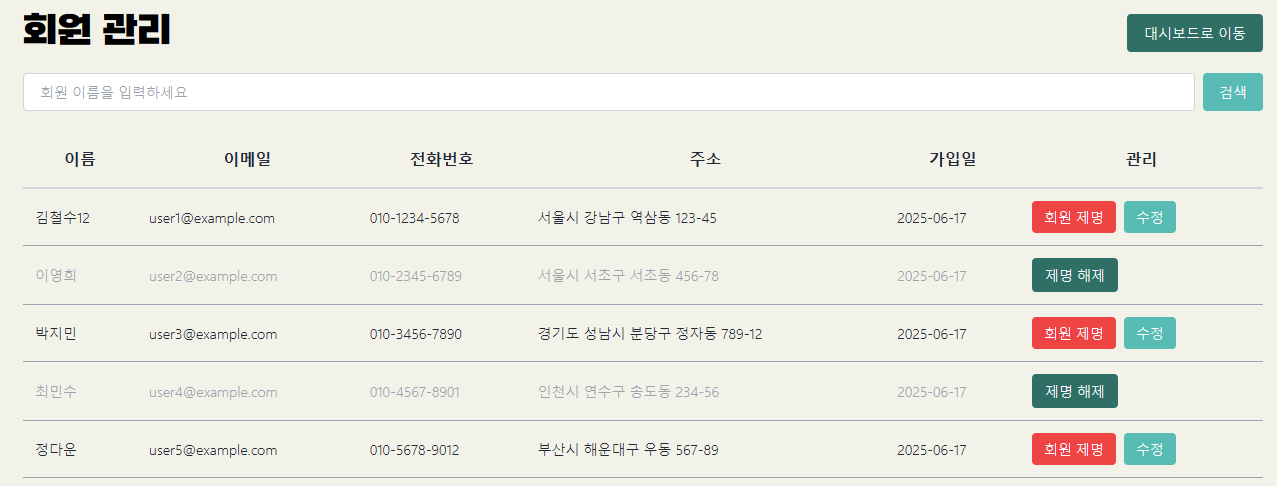 회원 관리
대시보드로 이동
회원 이름을 입력하세요 검색
이름 이메일 전화번호 주소 가입일 관리
김철수12 user1@example.com 010-1234-5678 서울시 강남구 역삼동 123-45 2025-06-17 회원 제명 수정
이영희 user2@example.com 010-2345-6789 서울시 서초구 서초동 456-78 2025-06-17 제명 해제
박지민 user3@example.com 010-3456-7890 경기도 성남시 분당구 정자동 789-12 2025-06-17 회원 제명 수정
최민수 user4@example.com 010-4567-8901 인천시 연수구 송도동 234-56 2025-06-17 제명 해제
정다운 user5@example.com 010-5678-9012 부산시 해운대구 우동 567-89 2025-06-17 회원 제명 수정